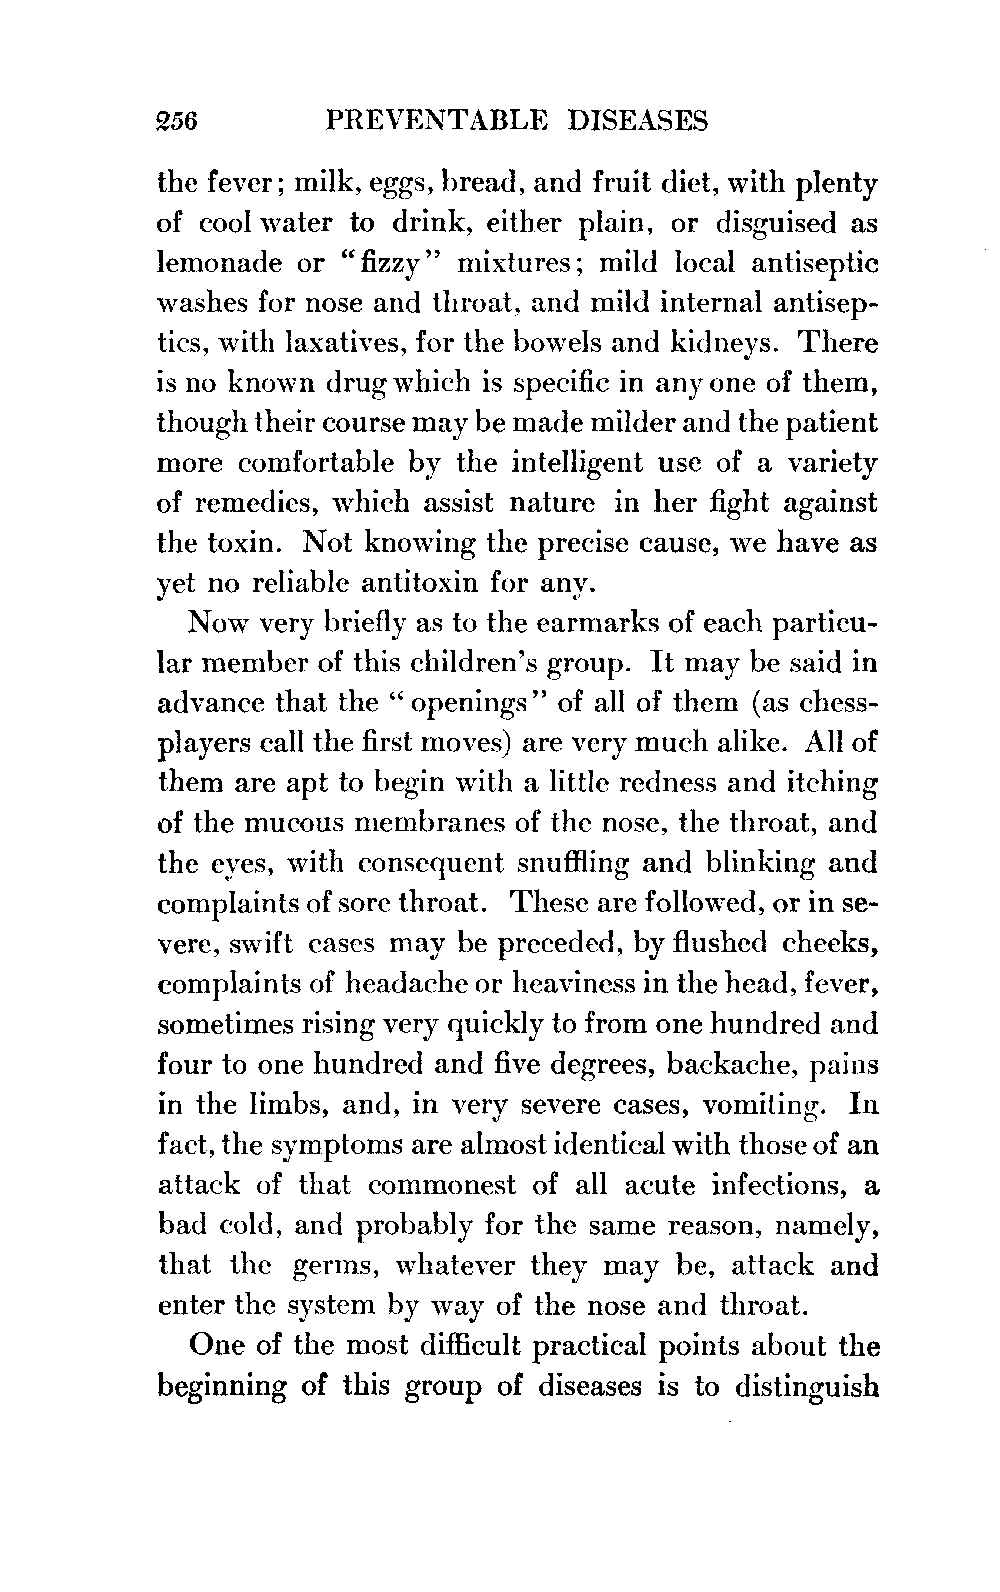 256 PREVENTABLE DISEASES
the fever; milk, eggs, bread, and fruit diet, with plenty
of cool water to drink, either plain, or disguised as
lemonade or “fizzy” mixtures; mild local antiseptic
washes for nose and throat, and mild internal antisep-
tics, with laxatives, for the bowels and kidneys. There
is no known drug which is specific in any one of them,
though their course may be made milder and the patient
more comfortable by the intelligent use of a variety
of remedies, which assist nature in her fight against
the toxin. Not knowing the precise cause, we have as
yet no reliable antitoxin for any.
Now very briefly as to the earmarks of each particu-
lar member of this children's group. It may be said in
advance that the “openings” of all of them (as chess-
players call the first moves) are very much alike. All of
them are apt to begin with a little redness and itching
of the mucous membranes of the nose, the throat, and
the eyes, with consequent snuffling and blinking and
complaints of sore throat. These are followed, or in se-
vere, swift cases may be preceded, by flushed cheeks,
complaints of headache or heaviness in the head, fever,
sometimes rising very quickly to from one hundred and
four to one hundred and five degrees, backache, pains
in the limbs, and, in very severe cases, vomiting. In
fact, the symptoms are almost identical with those of an
attack of that commonest of all acute infections, a
bad cold, and probably for the same reason, namely,
that the germs, whatever they may be, attack and
enter the system by way of the nose and throat.
One of the most difficult practical points about the
beginning of this group of diseases is to distinguish